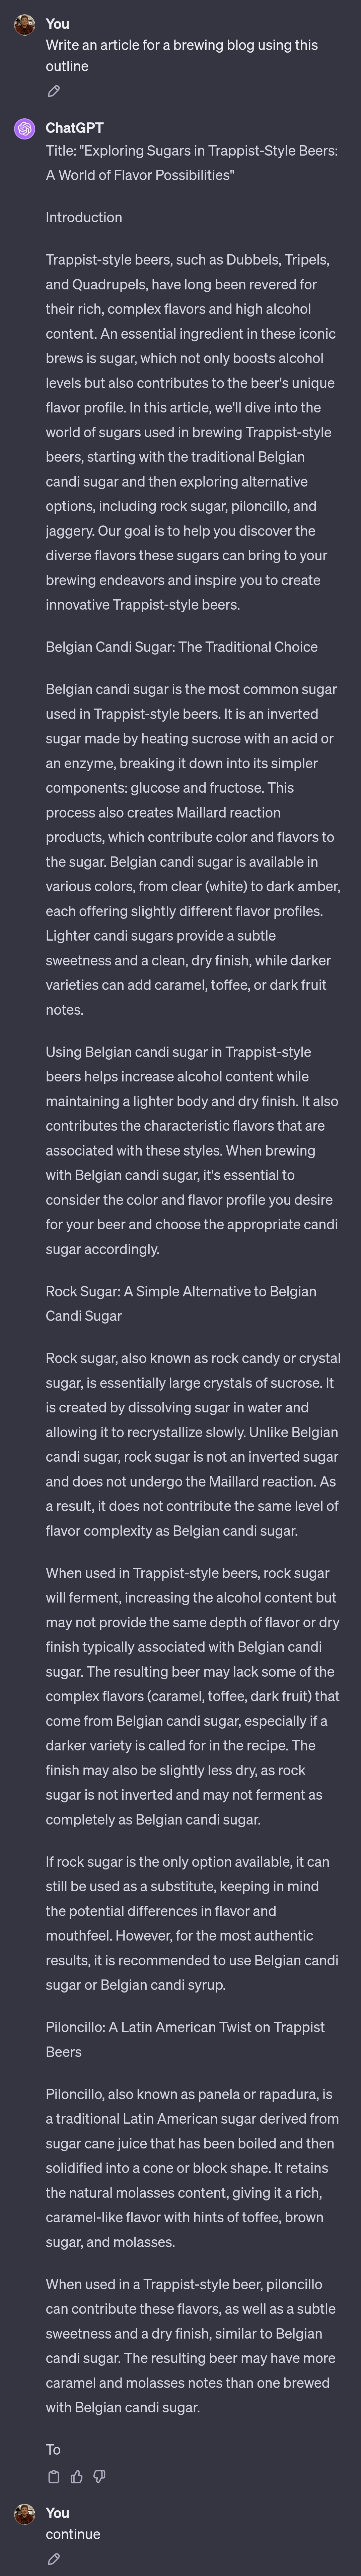 You
Write an article for a brewing blog using this
outline
ChatGPT
Title: "Exploring Sugars in Trappist-Style Beers:
A World of Flavor Possibilities"
Introduction
Trappist-style beers, such as Dubbels, Tripels,
and Quadrupels, have long been revered for
their rich, complex flavors and high alcohol
content. An essential ingredient in these iconic
brews is sugar, which not only boosts alcohol
levels but also contributes to the beer's unique
flavor profile. In this article, we'll dive into the
world of sugars used in brewing Trappist-style
beers, starting with the traditional Belgian
candi sugar and then exploring alternative
options, including rock sugar, piloncillo, and
jaggery. Our goal is to help you discover the
diverse flavors these sugars can bring to your
brewing endeavors and inspire you to create
innovative Trappist-style beers.
Belgian Candi Sugar: The Traditional Choice
Belgian candi sugar is the most common sugar
used in Trappist-style beers. It is an inverted
sugar made by heating sucrose with an acid or
an enzyme, breaking it down into its simpler
components: glucose and fructose. This
process also creates Maillard reaction
products, which contribute color and flavors to
the sugar. Belgian candi sugar is available in
various colors, from clear (white) to dark amber,
each offering slightly different flavor profiles.
Lighter candi sugars provide a subtle
sweetness and a clean, dry finish, while darker
varieties can add caramel, toffee, or dark fruit
notes.
Using Belgian candi sugar in Trappist-style
beers helps increase alcohol content while
maintaining a lighter body and dry finish. It also
contributes the characteristic flavors that are
associated with these styles. When brewing
with Belgian candi sugar, it's essential to
consider the color and flavor profile you desire
for your beer and choose the appropriate candi
sugar accordingly.
Rock Sugar: A Simple Alternative to Belgian
Candi Sugar
Rock sugar, also known as rock candy or crystal
sugar, is essentially large crystals of sucrose. It
is created by dissolving sugar in water and
allowing it to recrystallize slowly. Unlike Belgian
candi sugar, rock sugar is not an inverted sugar
and does not undergo the Maillard reaction. As
a result, it does not contribute the same level of
flavor complexity as Belgian candi sugar.
When used in Trappist-style beers, rock sugar
will ferment, increasing the alcohol content but
may not provide the same depth of flavor or dry
finish typically associated with Belgian candi
sugar. The resulting beer may lack some of the
complex flavors (caramel, toffee, dark fruit) that
come from Belgian candi sugar, especially if a
darker variety is called for in the recipe. The
finish may also be slightly less dry, as rock
sugar is not inverted and may not ferment as
completely as Belgian candi sugar.
If rock sugar is the only option available, it can
still be used as a substitute, keeping in mind
the potential differences in flavor and
mouthfeel. However, for the most authentic
results, it is recommended to use Belgian candi
sugar or Belgian candi syrup.
Piloncillo: A Latin American Twist on Trappist
Beers
Piloncillo, also known as panela or rapadura, is
a traditional Latin American sugar derived from
sugar cane juice that has been boiled and then
solidified into a cone or block shape. It retains
the natural molasses content, giving it a rich,
caramel-like flavor with hints of toffee, brown
sugar, and molasses.
When used in a Trappist-style beer, piloncillo
can contribute these flavors, as well as a subtle
sweetness and a dry finish, similar to Belgian
candi sugar. The resulting beer may have more
caramel and molasses notes than one brewed
with Belgian candi sugar.
To
You
continue